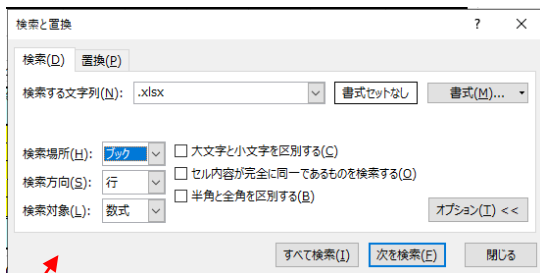 検索と置換 ? ×
検索(D) 置換(P)
検索する文字列(N): .xlsx 書式セットなし 書式(M)...
検索場所(H): ブック 大文字と小文字を区別する(C)
セル内容が完全に同一であるものを検索する(O)
検索方向(S): 行
半角と全角を区別する(B)
検索対象(L): 数式 オプション(T) <<
すべて検索(I) 次を検索(F) 閉じる